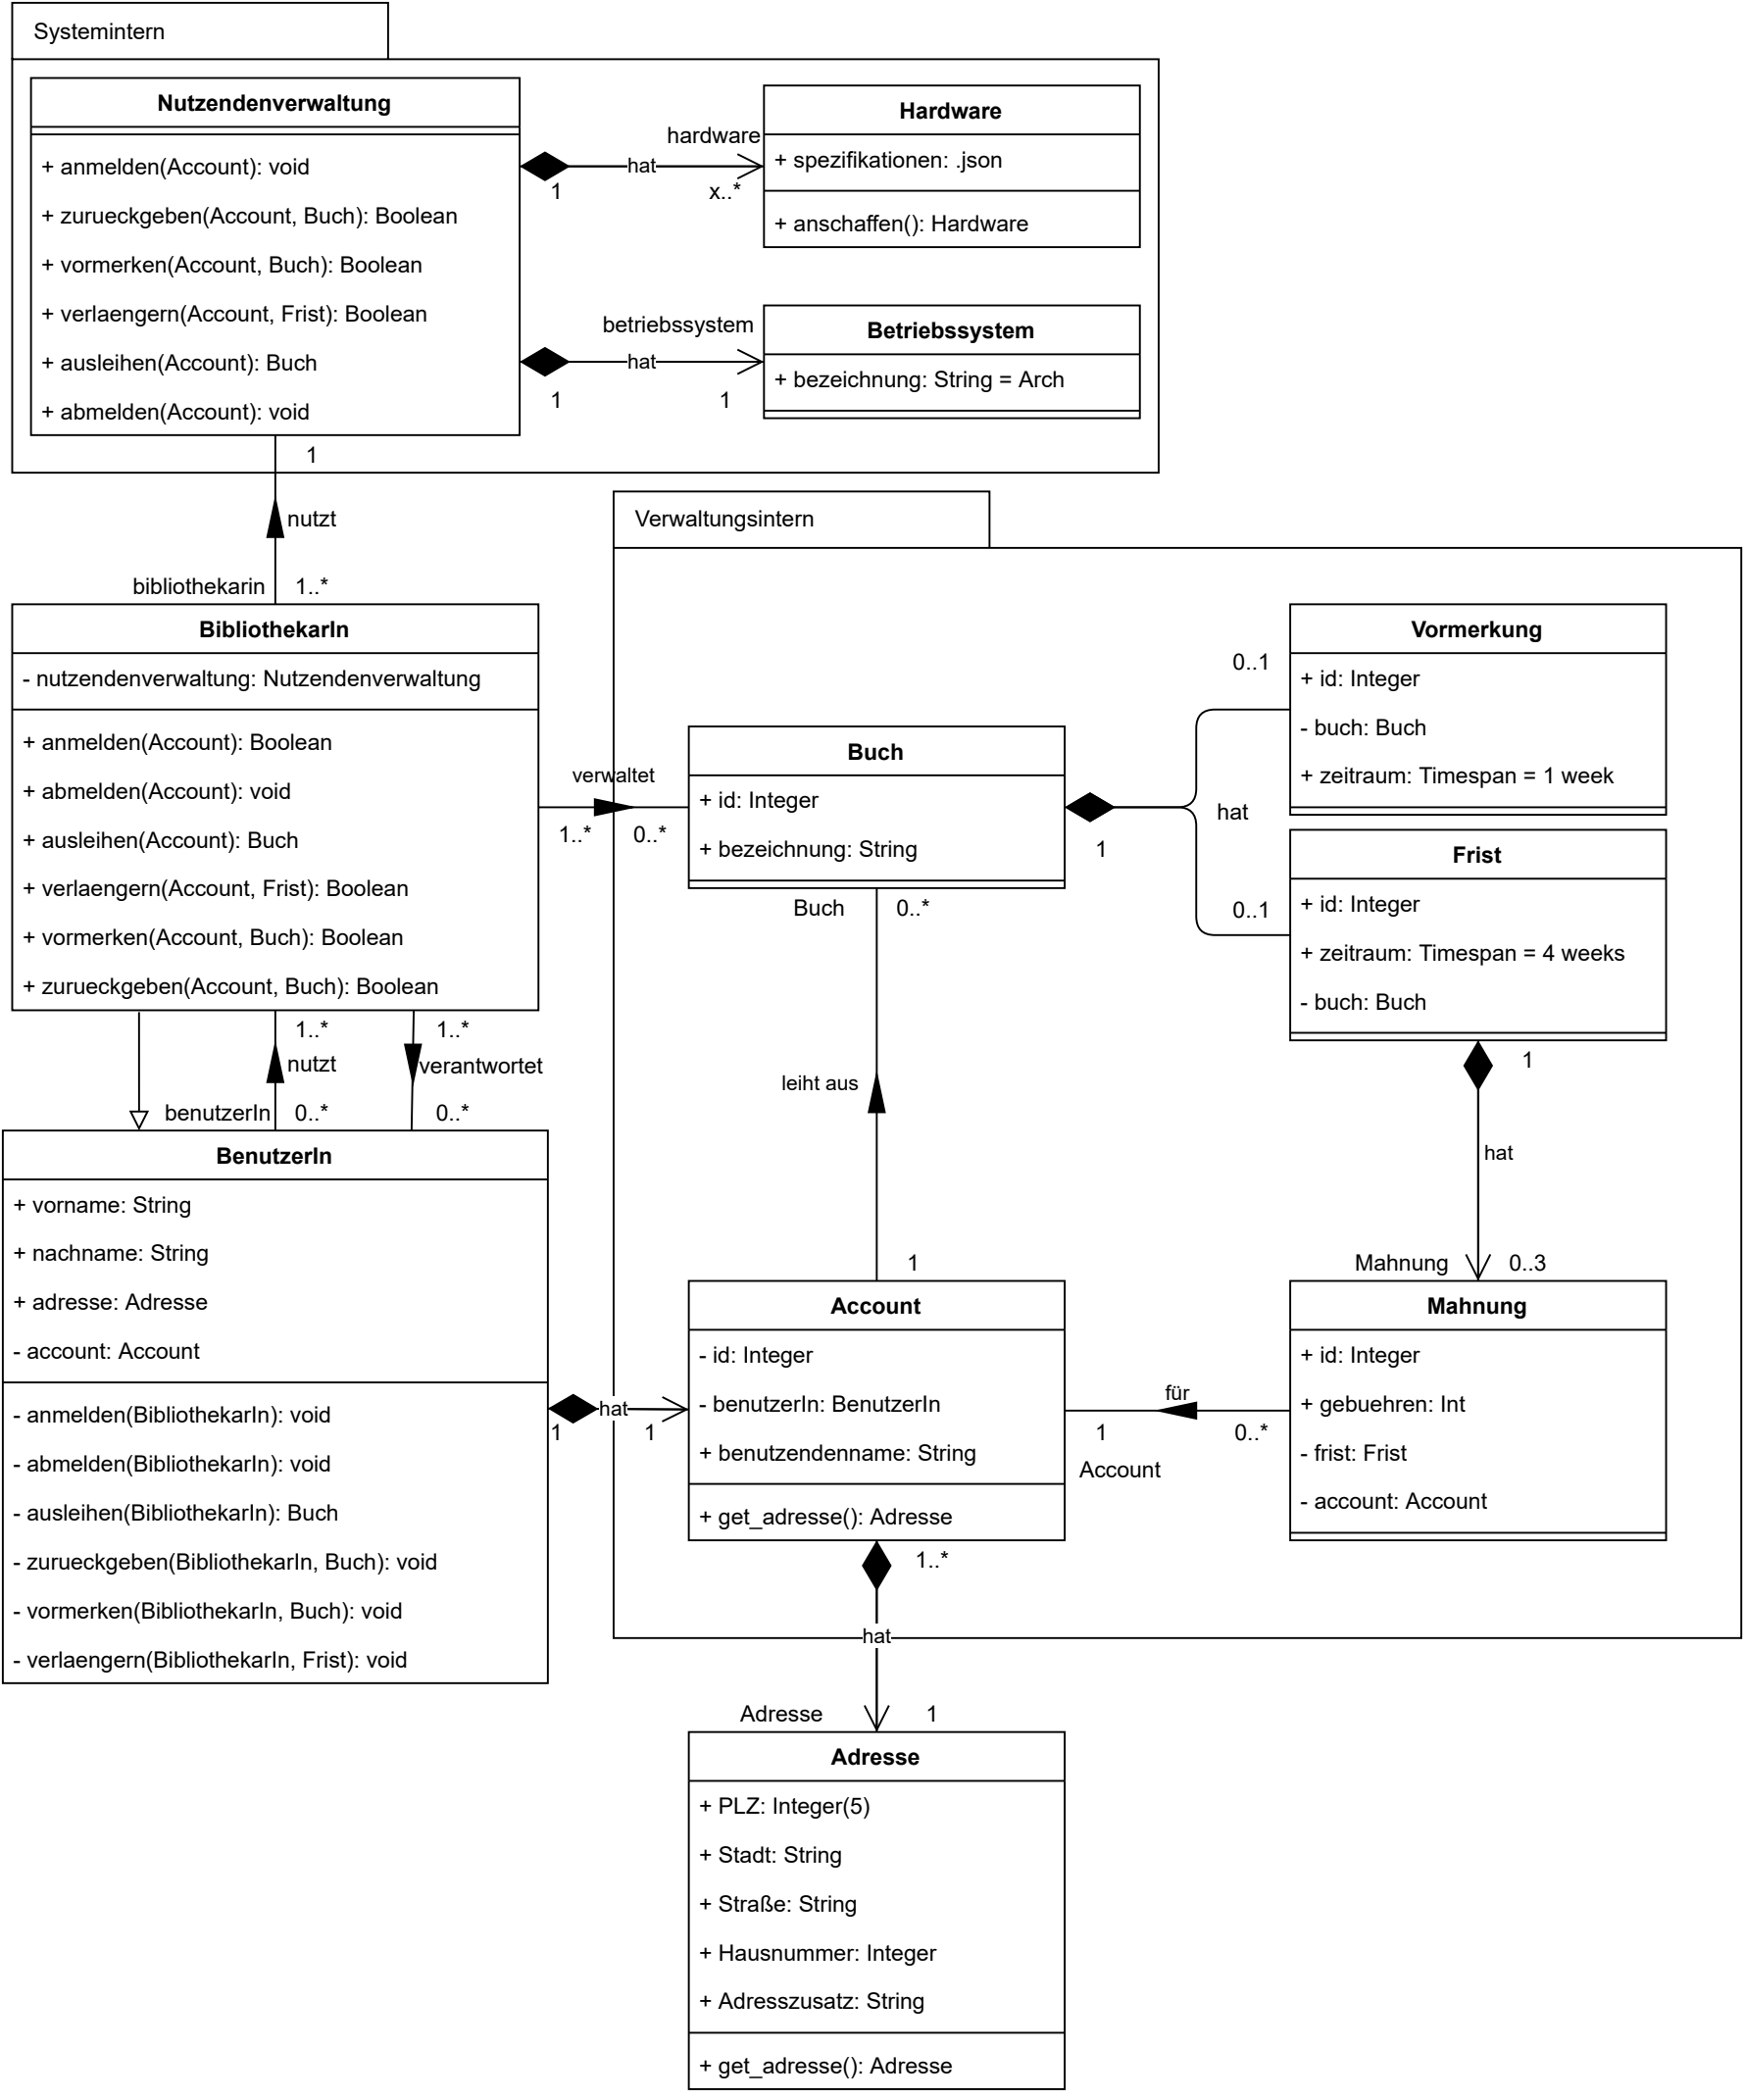 Systemintern
Nutzendenverwaltung
+ anmelden(Account): void
+ zurueckgeben(Account, Buch): Boolean
+ vormerken(Account, Buch): Boolean
+ verlaengern(Account, Frist): Boolean
+ ausleihen(Account): Buch
+ abmelden(Account): void
hardware
hat
1
x..*
Hardware
+ spezifikationen: .json
+ anschaffen(): Hardware
betriebssystem
hat
1
1
Betriebssystem
+ bezeichnung: String = Arch
1
nutzt
bibliothekarin
1..*
Verwaltungsintern
BibliothekarIn
- nutzendenverwaltung: Nutzendenverwaltung
+ anmelden(Account): Boolean
+ abmelden(Account): void
+ ausleihen(Account): Buch
+ verlaengern(Account, Frist): Boolean
+ vormerken(Account, Buch): Boolean
+ zurueckgeben(Account, Buch): Boolean
verwaltet
1..*
0..*
Buch
+ id: Integer
+ bezeichnung: String
1
hat
0..1
0..1
Vormerkung
+ id: Integer
- buch: Buch
+ zeitraum: Timespan = 1 week
Frist
+ id: Integer
+ zeitraum: Timespan = 4 weeks
- buch: Buch
Buch
0..*
leiht aus
1
1
hat
Mahnung
0..3
1..*
nutzt
benutzerIn
0..*
1..*
verantwortet
0..*
BenutzerIn
+ vorname: String
+ nachname: String
+ adresse: Adresse
- account: Account
- anmelden(BibliothekarIn): void
- abmelden(BibliothekarIn): void
- ausleihen(BibliothekarIn): Buch
- zurueckgeben(BibliothekarIn, Buch): void
- vormerken(BibliothekarIn, Buch): void
- verlaengern(BibliothekarIn, Frist): void
hat
1
1
Account
- id: Integer
- benutzerIn: BenutzerIn
+ benutzendenname: String
+ get_adresse(): Adresse
für
1
0..*
Account
Mahnung
+ id: Integer
+ gebuehren: Int
- frist: Frist
- account: Account
1..*
hat
Adresse
1
Adresse
+ PLZ: Integer(5)
+ Stadt: String
+ Straße: String
+ Hausnummer: Integer
+ Adresszusatz: String
+ get_adresse(): Adresse